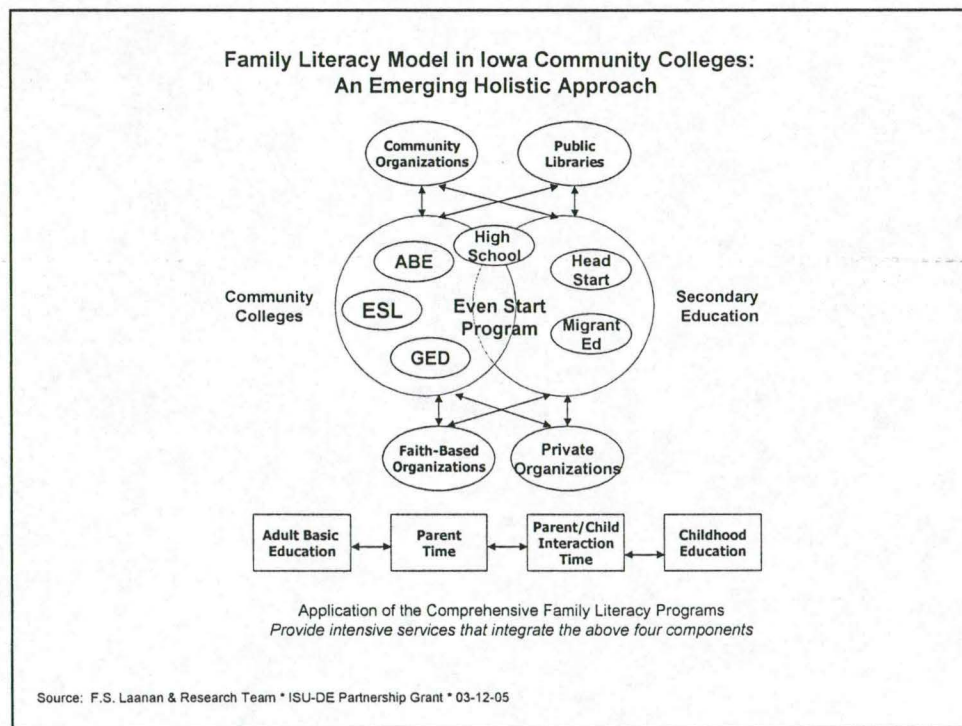 Family Literacy Model in Iowa Community Colleges:
An Emerging Holistic Approach
Community
Organizations
Public
Libraries
High
School
ABE
Head
Start
Community
Colleges
ESL
Even Start
Program
Secondary
Education
Migrant
Ed
GED
Faith-Based
Organizations
Private
Organizations
Adult Basic
Education
Parent
Time
Parent/Child
Interaction
Time
Childhood
Education
Application of the Comprehensive Family Literacy Programs
Provide intensive services that integrate the above four components
Source: F.S. Laanan & Research Team * ISU-DE Partnership Grant * 03-12-05